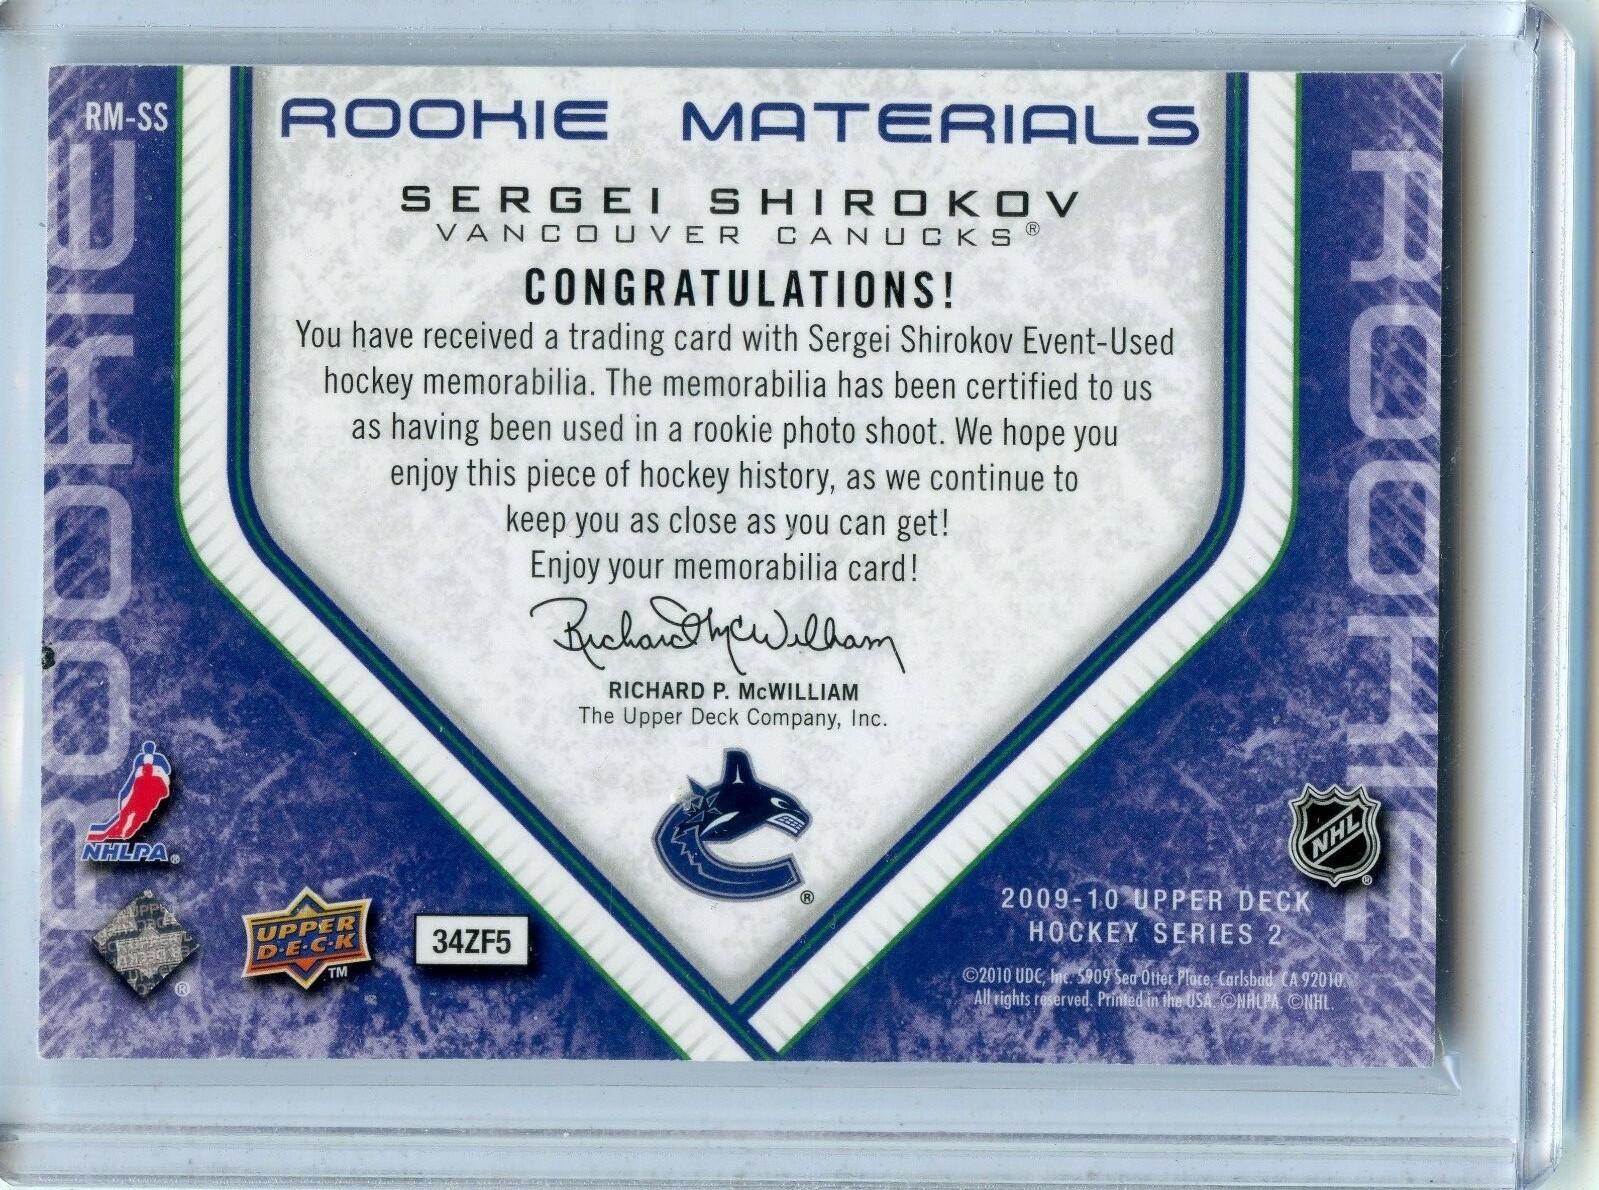 RM-SS
ROOKIE MATERIALS
SERGEI SHIROKOV
VANCOUVER CANUCKS®
CONGRATULATIONS!
You have received a trading card with Sergei Shirokov Event-Used
hockey memorabilia. The memorabilia has been certified to us
as having been used in a rookie photo shoot. We hope you
enjoy this piece of hockey history, as we continue to
keep you as close as you can get!
Enjoy your memorabilia card!
Richard McWilliam
RICHARD P. McWILLIAM
The Upper Deck Company, Inc.
ROOKIE
ROOKIE
NHLPA®
®
UPPER
D·E·C·K
TM
34ZF5
®
NHL
®
2009-10 UPPER DECK
HOCKEY SERIES 2
©2010 UDC, Inc. 5909 Sea Otter Place, Carlsbad, CA 92010.
All rights reserved. Printed in the USA. ©NHLPA. ©NHL.